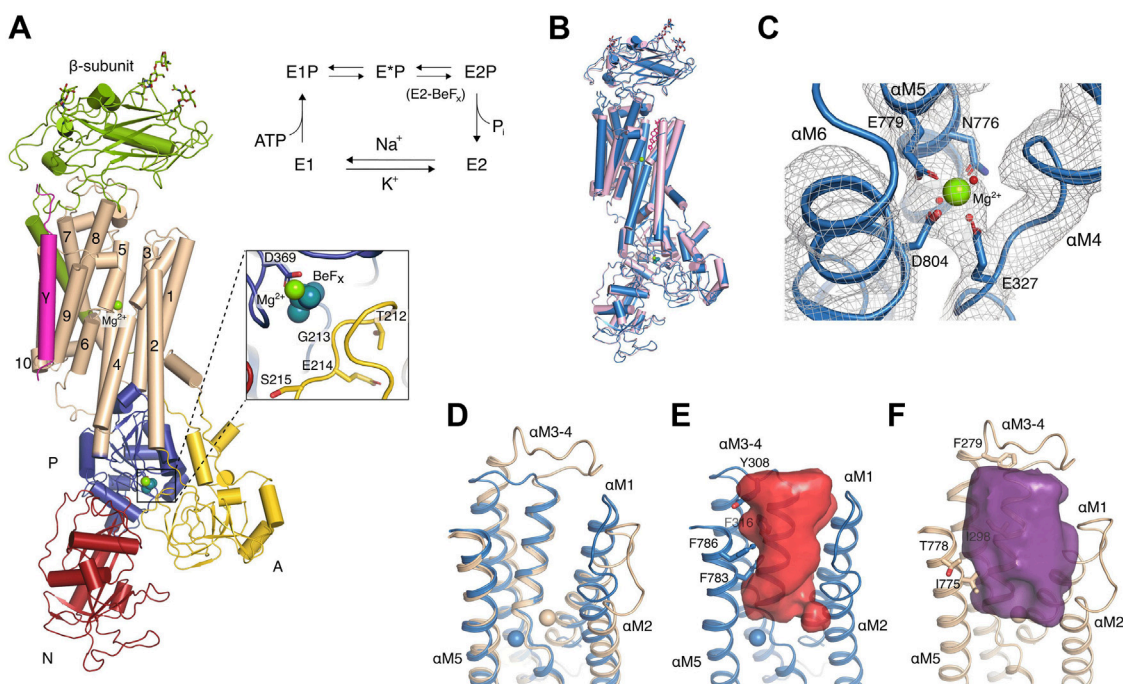 A
β-subunit
E1P
E*P
E2P
(E2-BeFₓ)
ATP
Pᵢ
E1
Na⁺
K⁺
E2
7
8
5
3
1
γ
Mg²⁺
9
6
2
10
4
P
A
N
D369
BeFₓ
Mg²⁺
T212
G213
E214
S215
B
C
αM5
E779
N776
αM6
Mg²⁺
αM4
D804
E327
D
αM1
αM2
αM5
E
αM3-4
Y308
αM1
F316
F786
F783
αM2
αM5
F
αM3-4
F279
αM1
I298
T778
I775
αM2
αM5